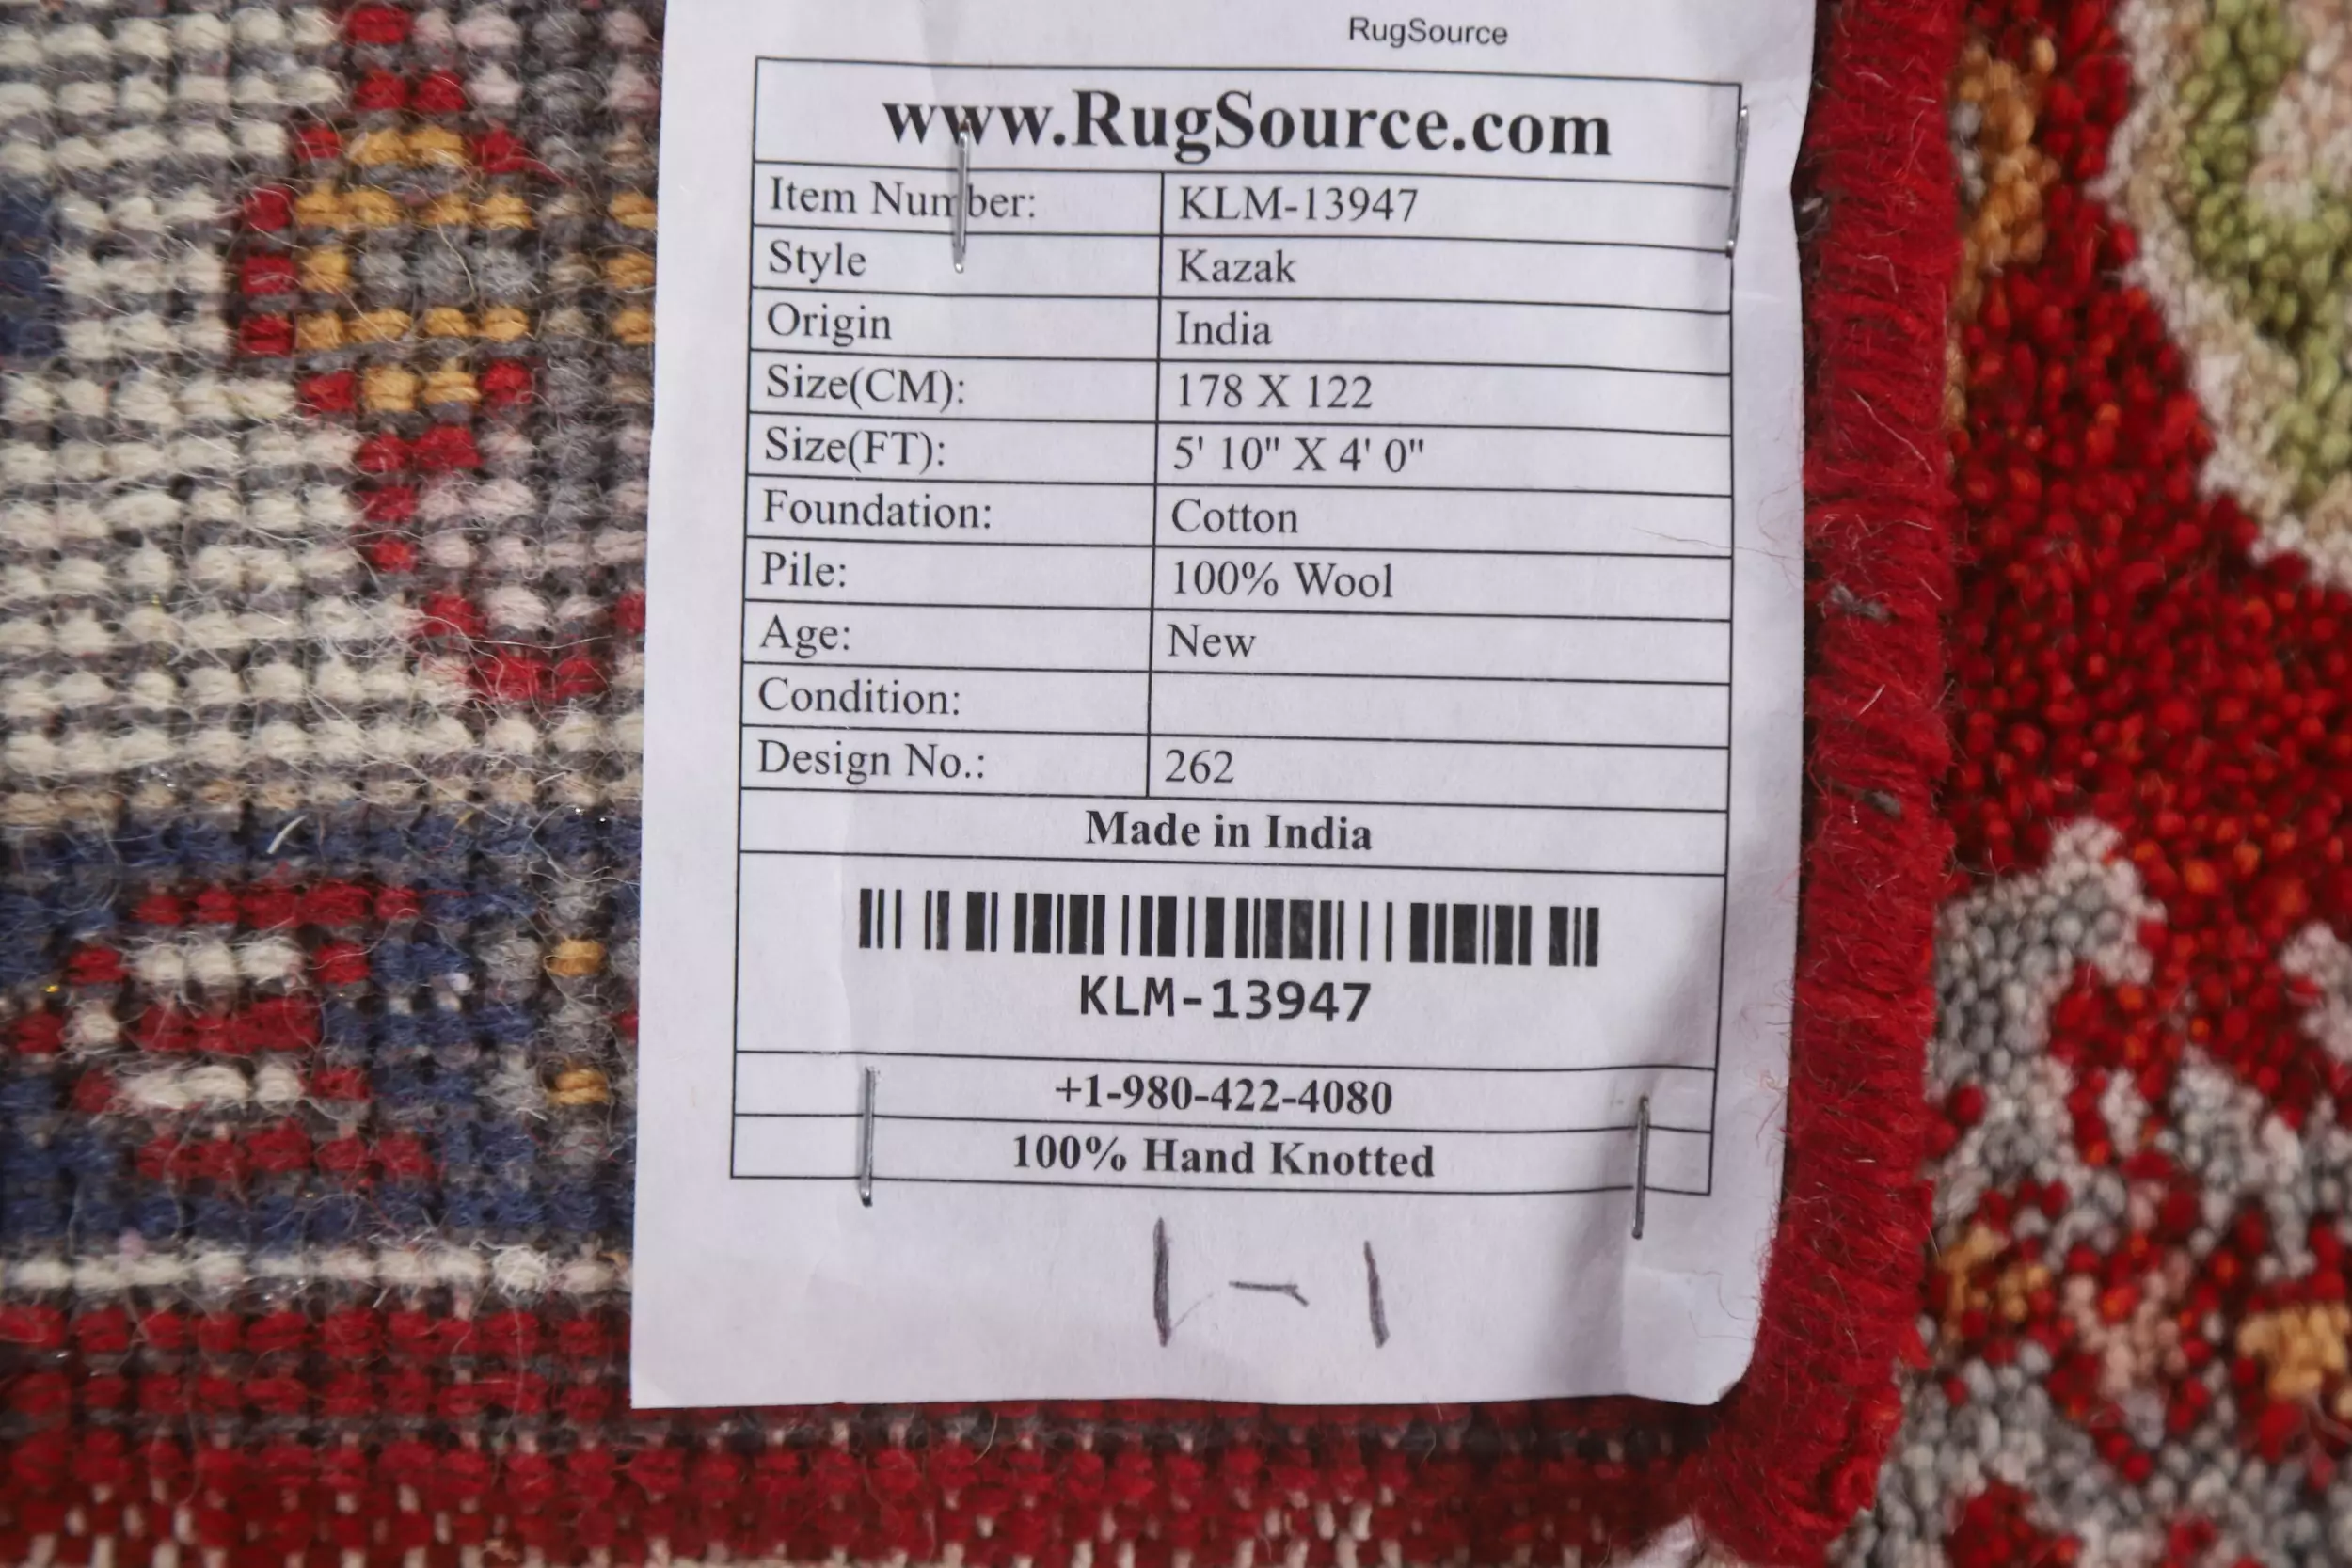 RugSource
www.RugSource.com
Item Number: KLM-13947
Style Kazak
Origin India
Size(CM): 178 X 122
Size(FT): 5' 10" X 4' 0"
Foundation: Cotton
Pile: 100% Wool
Age: New
Condition:
Design No.: 262
Made in India
KLM-13947
+1-980-422-4080
100% Hand Knotted
1 - 1